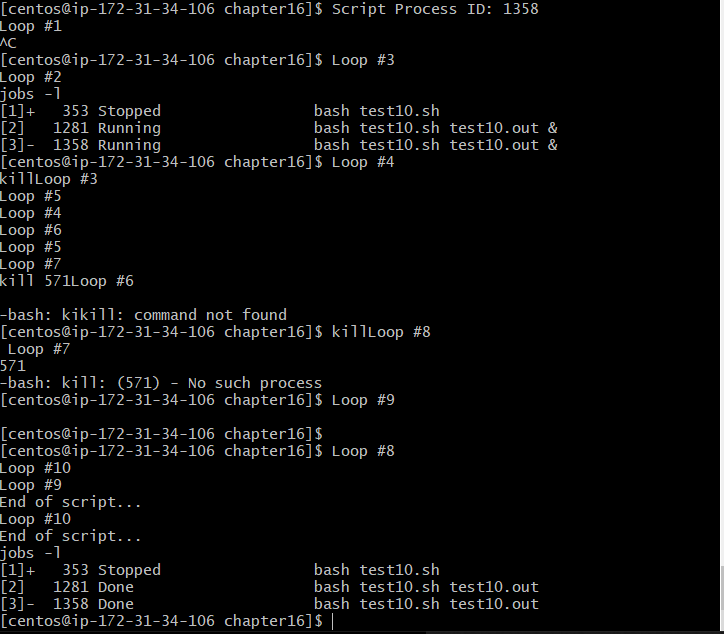 [centos@ip-172-31-34-106 chapter16]$ Script Process ID: 1358
Loop #1
^C
[centos@ip-172-31-34-106 chapter16]$ Loop #3
Loop #2
jobs -l
[1]+   353 Stopped                 bash test10.sh
[2]   1281 Running                 bash test10.sh test10.out &
[3]-  1358 Running                 bash test10.sh test10.out &
[centos@ip-172-31-34-106 chapter16]$ Loop #4
killLoop #3
Loop #5
Loop #4
Loop #6
Loop #5
Loop #7
kill 571Loop #6

-bash: kikill: command not found
[centos@ip-172-31-34-106 chapter16]$ killLoop #8
 Loop #7
571
-bash: kill: (571) - No such process
[centos@ip-172-31-34-106 chapter16]$ Loop #9

[centos@ip-172-31-34-106 chapter16]$
[centos@ip-172-31-34-106 chapter16]$ Loop #8
Loop #10
Loop #9
End of script...
Loop #10
End of script...
jobs -l
[1]+   353 Stopped                 bash test10.sh
[2]   1281 Done                    bash test10.sh test10.out
[3]-  1358 Done                    bash test10.sh test10.out
[centos@ip-172-31-34-106 chapter16]$